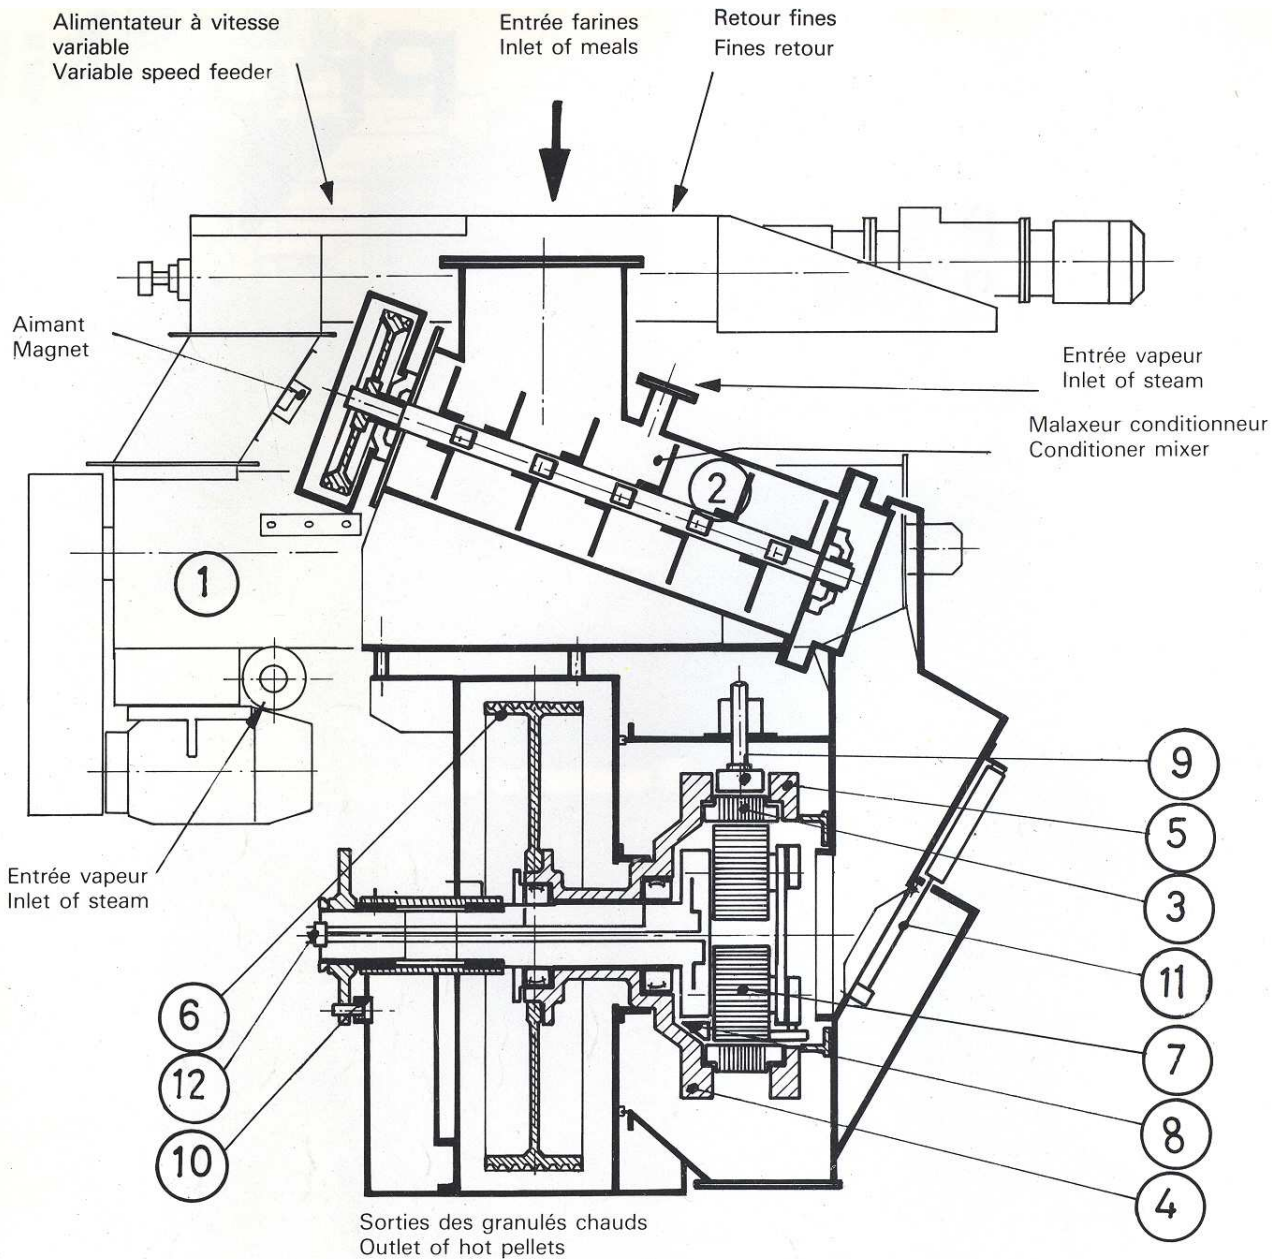 Alimentateur à vitesse
variable
Variable speed feeder
Entrée farines
Inlet of meals
Retour fines
Fines retour
Aimant
Magnet
Entrée vapeur
Inlet of steam
Malaxeur conditionneur
Conditioner mixer
2
1
9
5
3
11
7
8
4
Entrée vapeur
Inlet of steam
6
12
10
Sorties des granulés chauds
Outlet of hot pellets